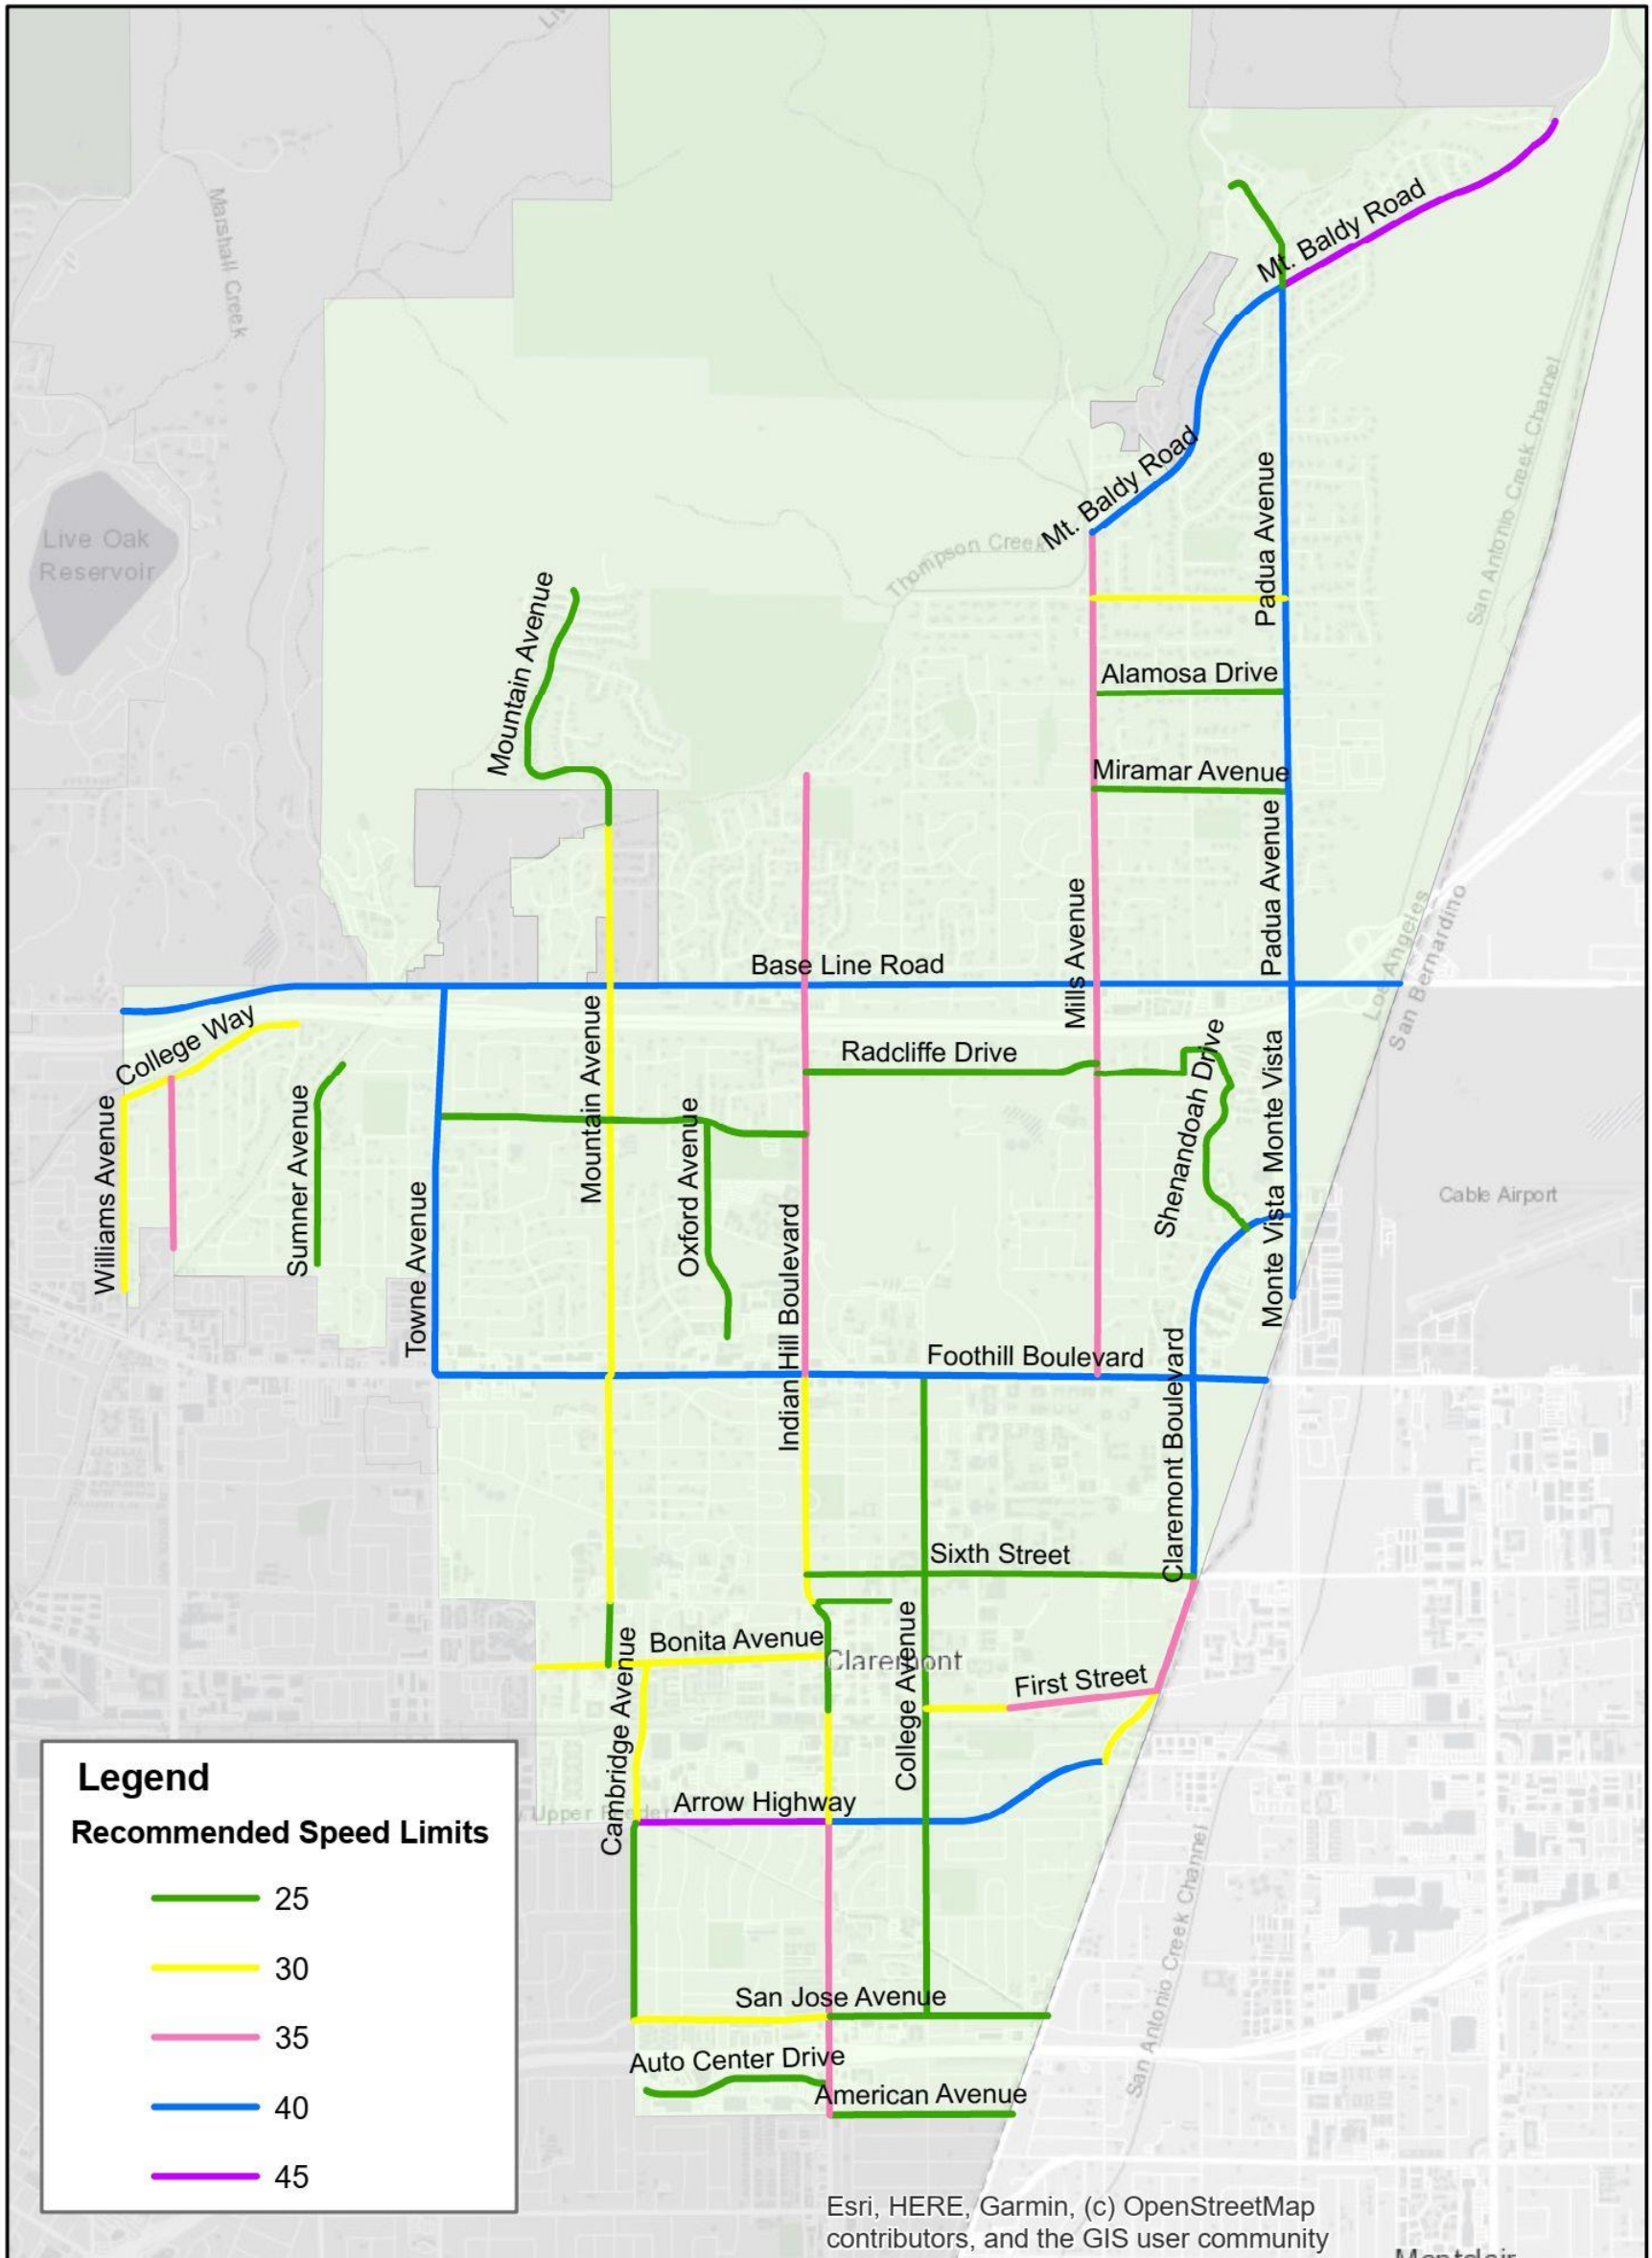 Marshall Creek
Mt. Baldy Road
San Antonio Creek Channel
Mt. Baldy Road
Padua Avenue
Live Oak
Reservoir
Thompson Creek
Mountain Avenue
Alamosa Drive
Miramar Avenue
Padua Avenue
Mills Avenue
Los Angeles
San Bernardino
Base Line Road
College Way
Mountain Avenue
Radcliffe Drive
Shenandoah Drive
Monte Vista
Williams Avenue
Sumner Avenue
Oxford Avenue
Towne Avenue
Indian Hill Boulevard
Monte Vista
Cable Airport
Foothill Boulevard
Claremont Boulevard
Sixth Street
Cambridge Avenue
Bonita Avenue
Claremont
College Avenue
First Street
Arrow Highway
Upper Feeder
San Antonio Creek Channel
San Jose Avenue
Auto Center Drive
American Avenue
Legend
Recommended Speed Limits
25
30
35
40
45
Esri, HERE, Garmin, (c) OpenStreetMap
contributors, and the GIS user community